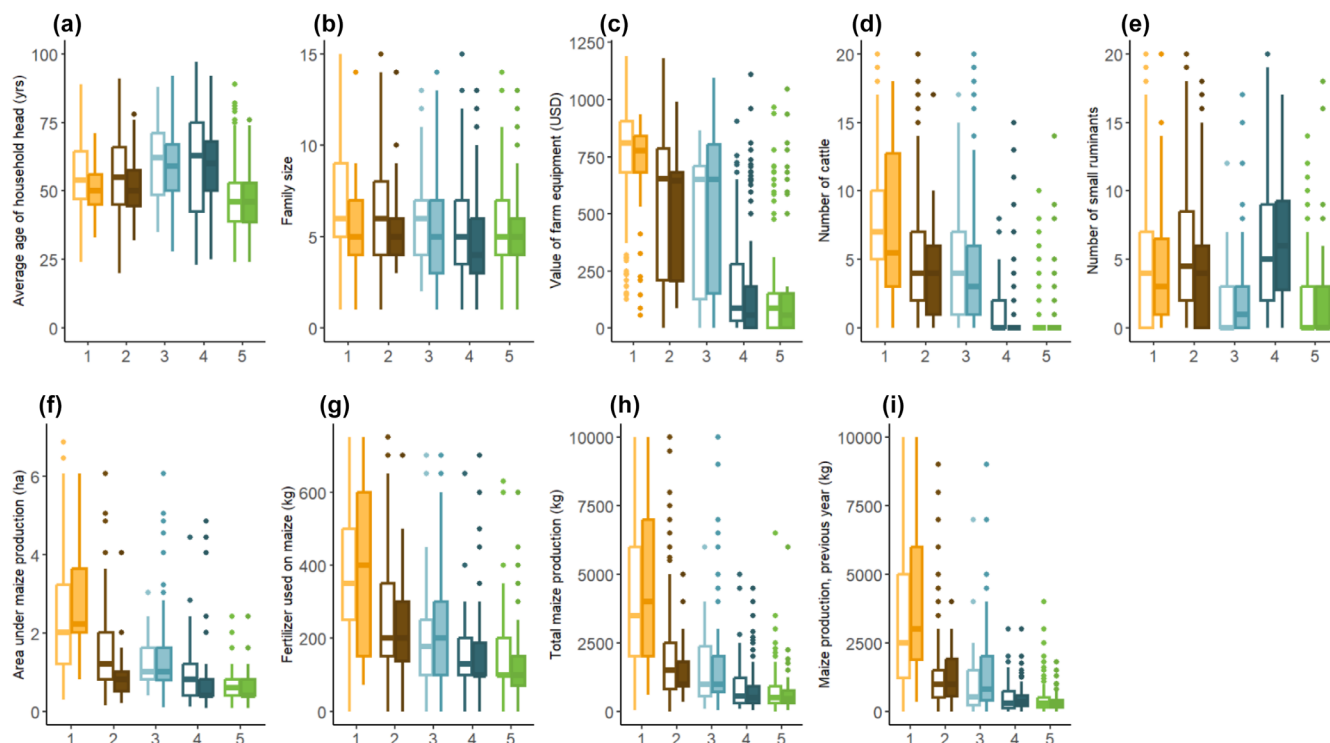 (a)
Average age of household head (yrs)
100
75
50
25
0
1 2 3 4 5
(b)
Family size
15
10
5
0
1 2 3 4 5
(c)
Value of farm equipment (USD)
1250
1000
750
500
250
0
1 2 3 4 5
(d)
Number of cattle
20
15
10
5
0
1 2 3 4 5
(e)
Number of small ruminants
20
15
10
5
0
1 2 3 4 5
(f)
Area under maize production (ha)
6
4
2
0
1 2 3 4 5
(g)
Fertilizer used on maize (kg)
600
400
200
0
1 2 3 4 5
(h)
Total maize production (kg)
10000
7500
5000
2500
0
1 2 3 4 5
(i)
Maize production, previous year (kg)
10000
7500
5000
2500
0
1 2 3 4 5